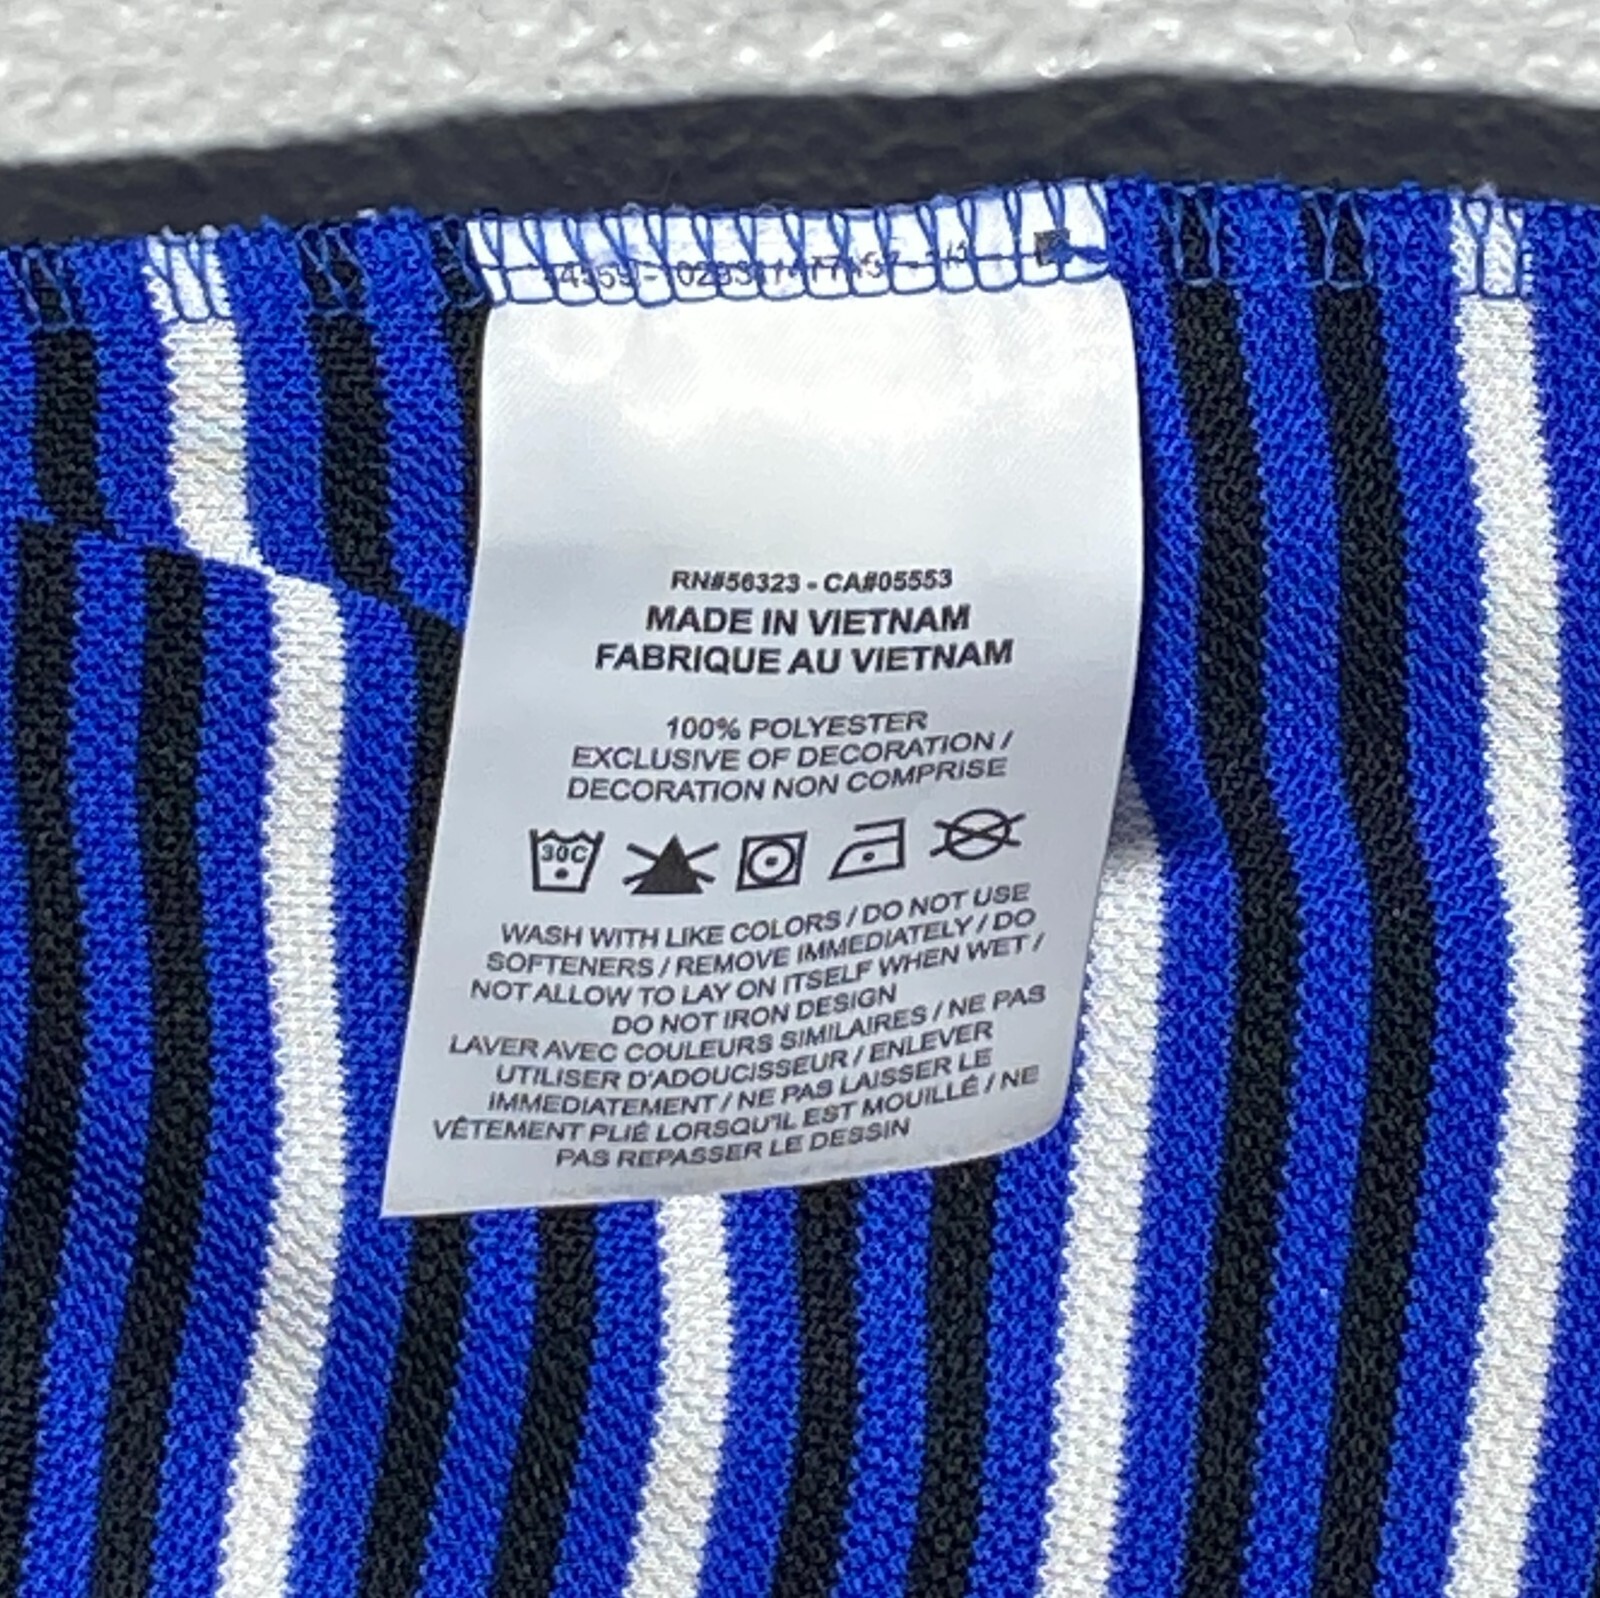 RN#56323 - CA#05553
MADE IN VIETNAM
FABRIQUE AU VIETNAM
100% POLYESTER
EXCLUSIVE OF DECORATION /
DECORATION NON COMPRISE
30C
WASH WITH LIKE COLORS / DO NOT USE
SOFTENERS / REMOVE IMMEDIATELY / DO
NOT ALLOW TO LAY ON ITSELF WHEN WET /
DO NOT IRON DESIGN
LAVER AVEC COULEURS SIMILAIRES / NE PAS
UTILISER D'ADOUCISSEUR / ENLEVER
IMMEDIATEMENT / NE PAS LAISSER LE
VÊTEMENT PLIÉ LORSQU'IL EST MOUILLÉ / NE
PAS REPASSER LE DESSIN